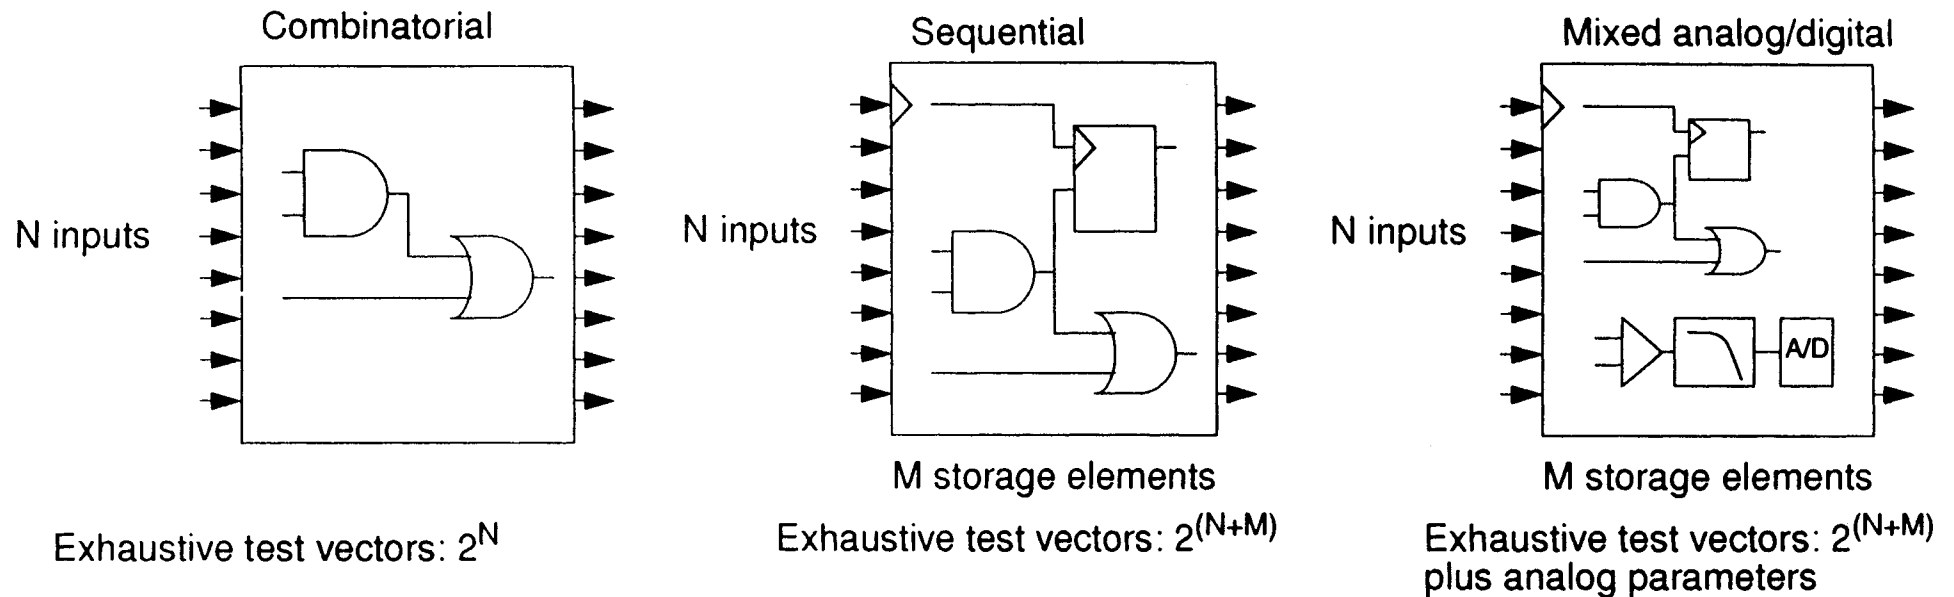 Combinatorial
N inputs
Exhaustive test vectors: 2^N
Sequential
N inputs
M storage elements
Exhaustive test vectors: 2^(N+M)
Mixed analog/digital
N inputs
A/D
M storage elements
Exhaustive test vectors: 2^(N+M)
plus analog parameters